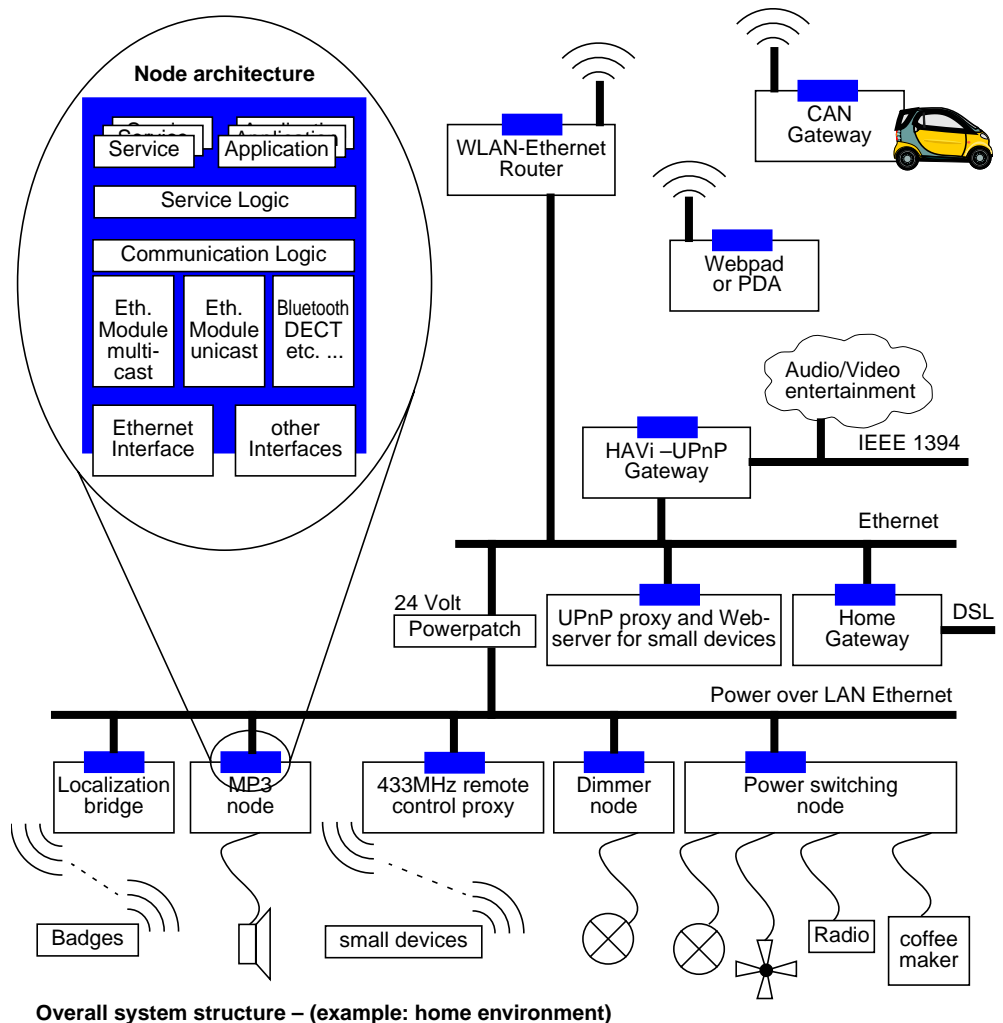 Node architecture
Service
Service
Application
Application
Service
Application
Service Logic
Communication Logic
Eth.
Module
multi-
cast
Eth.
Module
unicast
Bluetooth
DECT
etc. ...
Ethernet
Interface
other
Interfaces
WLAN-Ethernet
Router
CAN
Gateway
Webpad
or PDA
Audio/Video
entertainment
HAVi –UPnP
Gateway
IEEE 1394
Ethernet
24 Volt
Powerpatch
UPnP proxy and Web-
server for small devices
Home
Gateway
DSL
Power over LAN Ethernet
Localization
bridge
MP3
node
433MHz remote
control proxy
Dimmer
node
Power switching
node
Badges
small devices
Radio
coffee
maker
Overall system structure – (example: home environment)